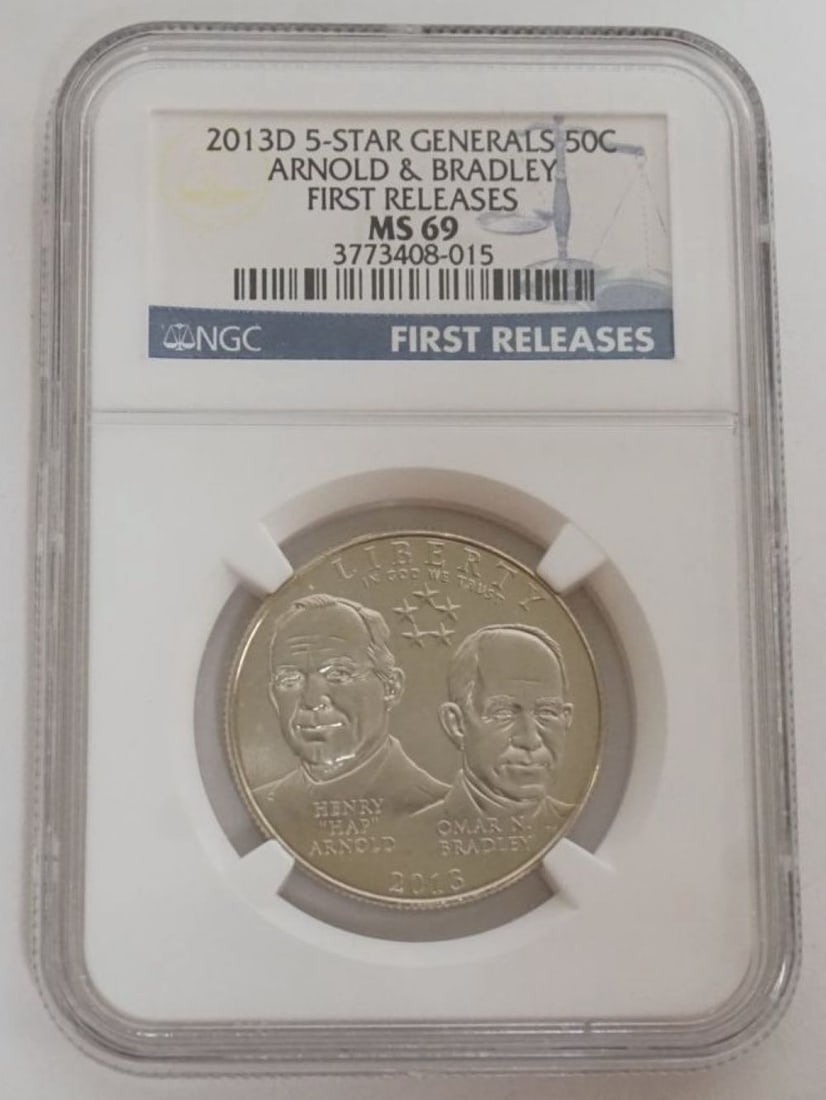 2013D 5-STAR GENERALS 50C
ARNOLD & BRADLEY
FIRST RELEASES
MS 69
3773408-015
NGC FIRST RELEASES
LIBERTY
IN GOD WE TRUST
HENRY
"HAP"
ARNOLD
OMAR N.
BRADLEY
2013